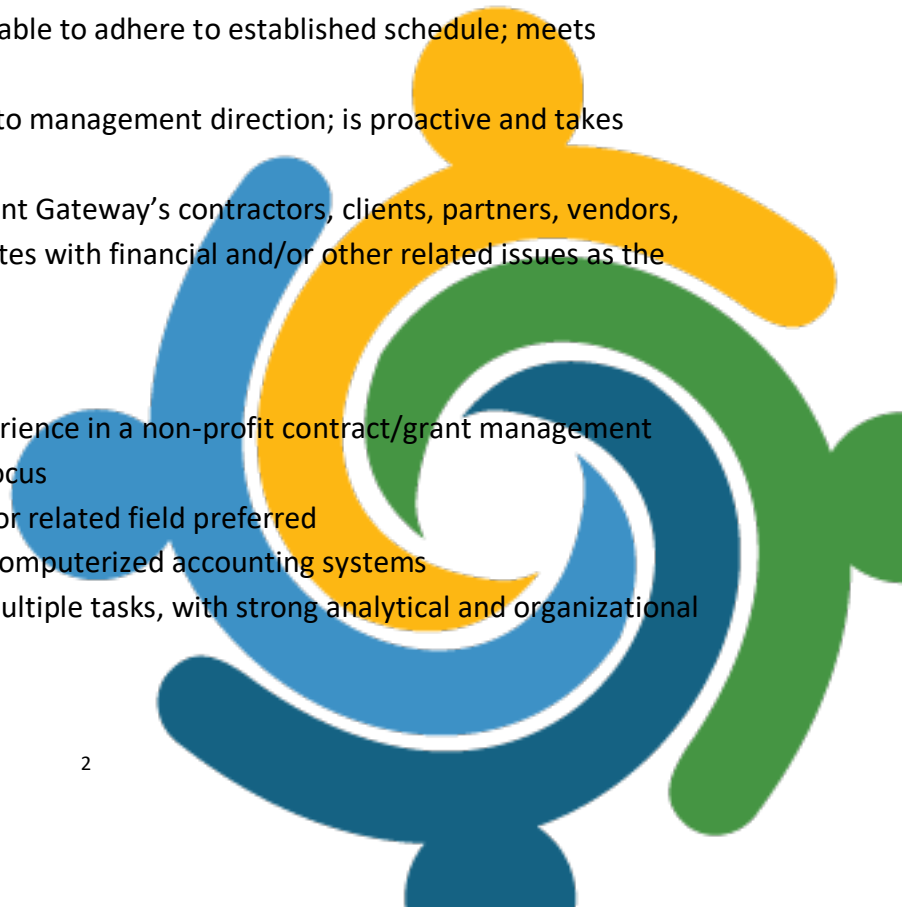 able to adhere to established schedule; meets
to management direction; is proactive and takes
nt Gateway’s contractors, clients, partners, vendors,
tes with financial and/or other related issues as the
rience in a non-profit contract/grant management
ocus
or related field preferred
omputerized accounting systems
ultiple tasks, with strong analytical and organizational
2